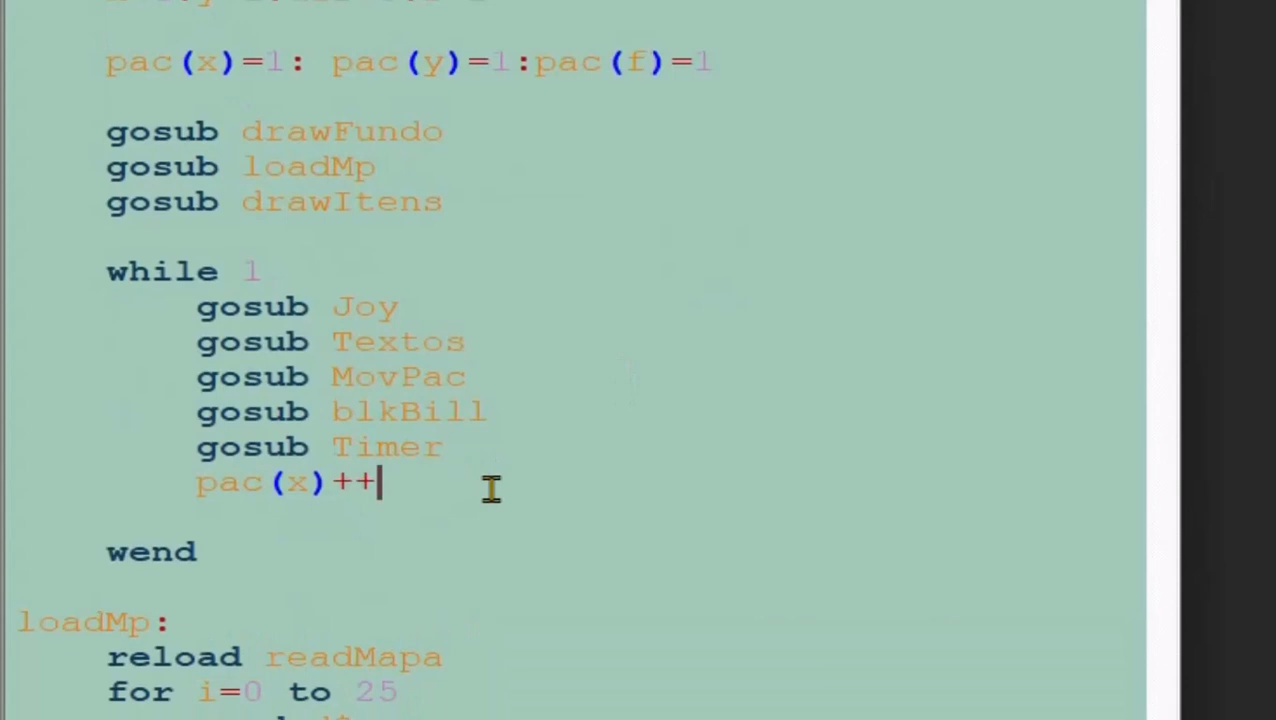 pac(x)=1: pac(y)=1:pac(f)=1
gosub drawFundo
gosub loadMp
gosub drawItens
while 1
gosub Joy
gosub Textos
gosub MovPac
gosub blkBill
gosub Timer
pac(x)++
wend
loadMp:
reload readMapa
for i=0 to 25